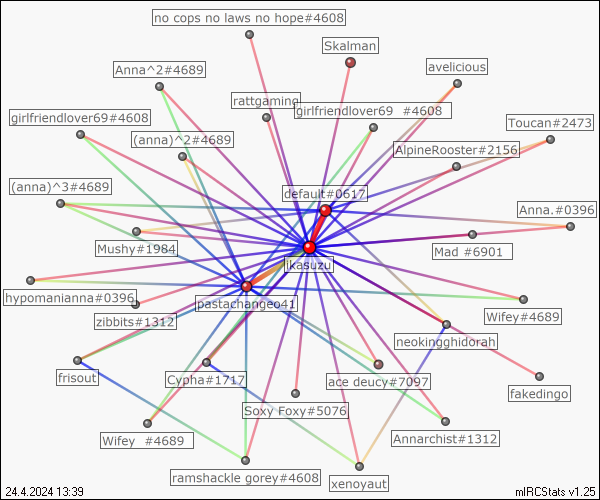 no cops no laws no hope#4608
Skalman
Anna^2#4689
avelicious
rattgaming
girlfriendlover69#4608
girlfriendlover69 #4608
Toucan#2473
(anna)^2#4689
AlpineRooster#2156
(anna)^3#4689
default#0617
Anna.#0396
Mushy#1984
Mad #6901
ikasuzu
hypomanianna#0396
pastachangeo41
zibbits#1312
Wifey#4689
neokingghidorah
frisout
Cypha#1717
ace deucy#7097
fakedingo
Soxy Foxy#5076
Wifey #4689
Annarchist#1312
ramshackle gorey#4608
xenoyaut
24.4.2024 13:39
mIRCStats v1.25